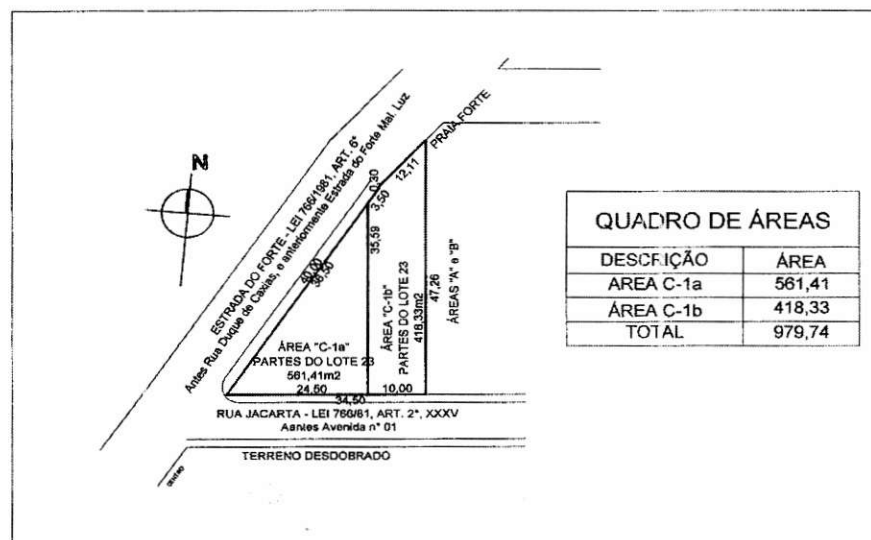 PRAIA FORTE
ESTRADA DO FORTE - LEI 766/1981, ART. 6°
Antes Rua Duque de Caxias, e anteriormente Estrada do Forte Mal. Luz
N
12,11
0,30
3,50
35,59
40,00
36,50
47,26
ÁREAS "A" e "B"
ÁREA "C-1b"
PARTES DO LOTE 23
418,33m2
ÁREA "C-1a"
PARTES DO LOTE 23
561,41m2
24,50
10,00
34,50
RUA JACARTA - LEI 766/81, ART. 2°, XXXV
Aantes Avenida n° 01
TERRENO DESDOBRADO
CENTRO
QUADRO DE ÁREAS
DESCRIÇÃO ÁREA
AREA C-1a 561,41
ÁREA C-1b 418,33
TOTAL 979,74